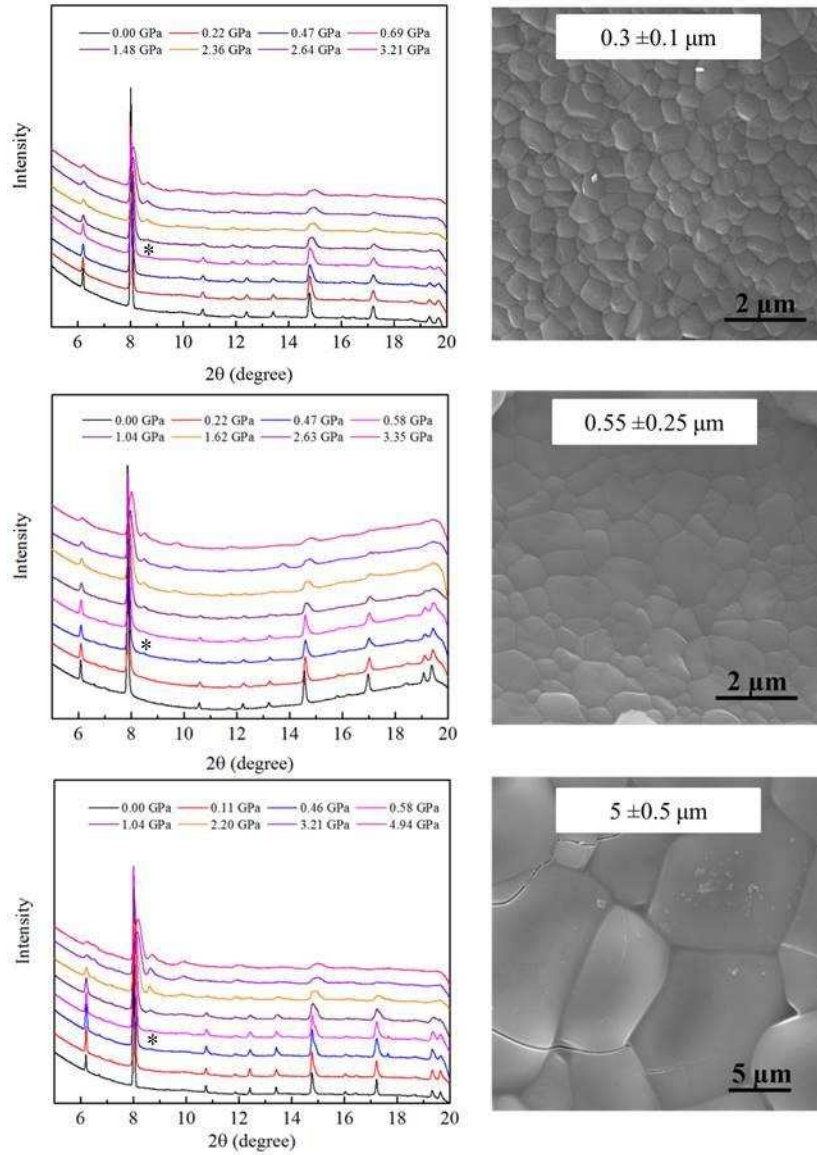 0.00 GPa 0.22 GPa 0.47 GPa 0.69 GPa
1.48 GPa 2.36 GPa 2.64 GPa 3.21 GPa
Intensity
*
6 8 10 12 14 16 18 20
2θ (degree)
0.3 ±0.1 μm
2 μm
0.00 GPa 0.22 GPa 0.47 GPa 0.58 GPa
1.04 GPa 1.62 GPa 2.63 GPa 3.35 GPa
Intensity
*
6 8 10 12 14 16 18 20
2θ (degree)
0.55 ±0.25 μm
2 μm
0.00 GPa 0.11 GPa 0.46 GPa 0.58 GPa
1.04 GPa 2.20 GPa 3.21 GPa 4.94 GPa
Intensity
*
6 8 10 12 14 16 18 20
2θ (degree)
5 ±0.5 μm
5 μm